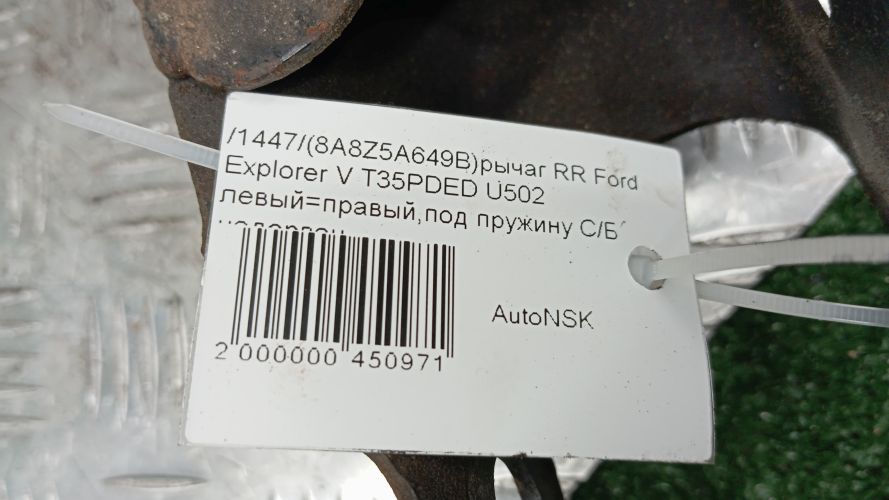 /1447/(8A8Z5A649B)рычаг RR Ford
Explorer V T35PDED U502
левый=правый,под пружину С/Б
AutoNSK
2 000000 450971